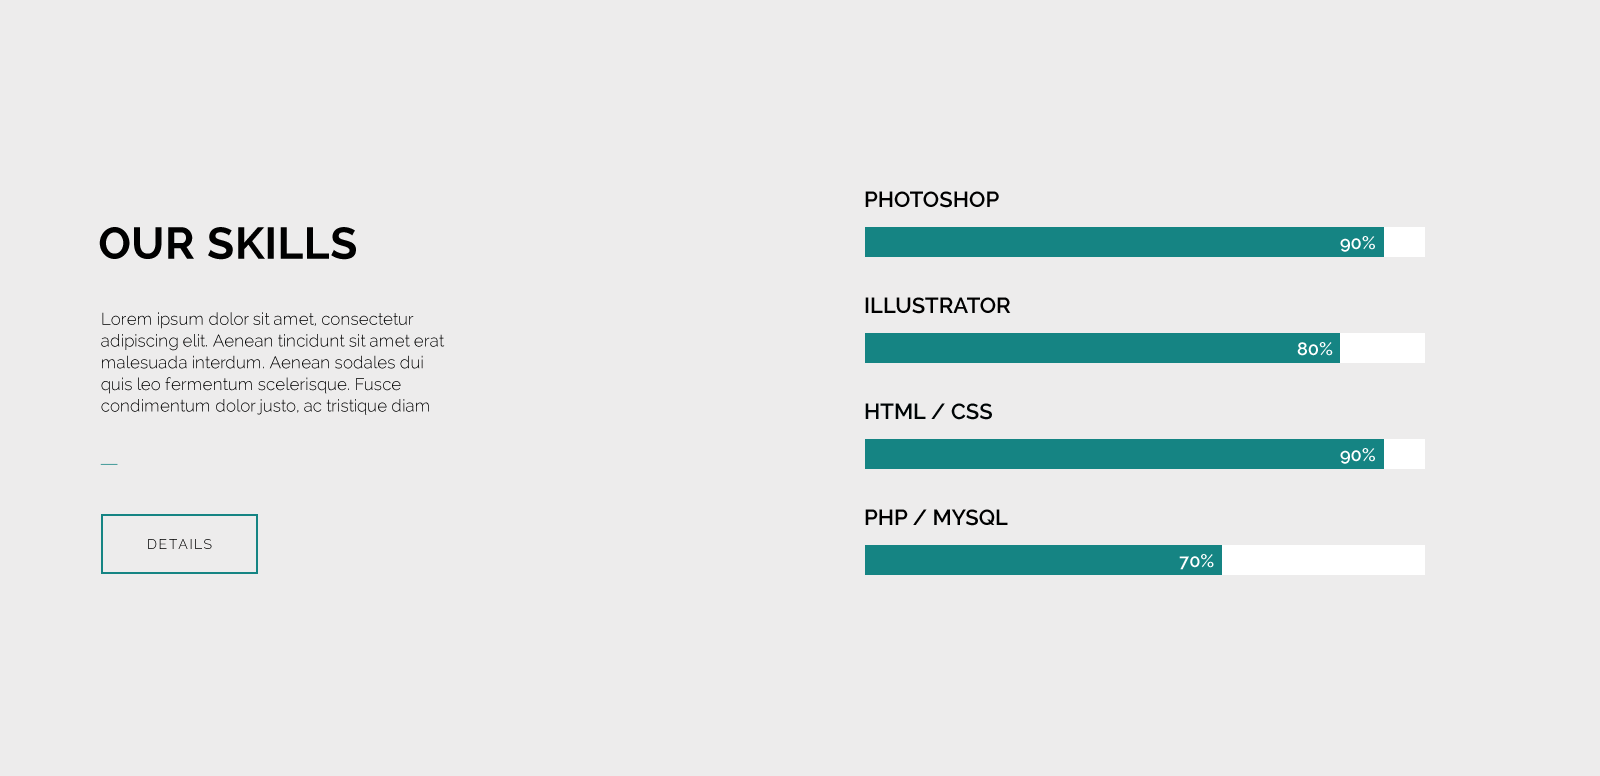 OUR SKILLS
Lorem ipsum dolor sit amet, consectetur
adipiscing elit. Aenean tincidunt sit amet erat
malesuada interdum. Aenean sodales dui
quis leo fermentum scelerisque. Fusce
condimentum dolor justo, ac tristique diam
DETAILS
PHOTOSHOP
90%
ILLUSTRATOR
80%
HTML / CSS
90%
PHP / MYSQL
70%